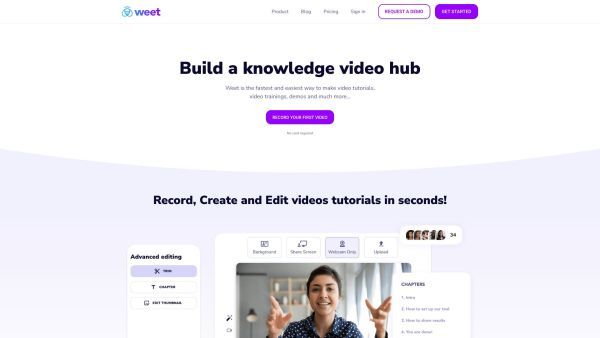 weet
Product
Blog
Pricing
Sign in
REQUEST A DEMO
GET STARTED
Build a knowledge video hub
Weet is the fastest and easiest way to make video tutorials,
video trainings, demos and much more...
RECORD YOUR FIRST VIDEO
No card required
Record, Create and Edit videos tutorials in seconds!
34
Background
Share Screen
Webcam Only
Upload
Advanced editing
TRIM
CHAPTER
EDIT THUMBNAIL
CHAPTERS
1. Intro
2. How to set up our tool
3. How to share results
4. You are done!